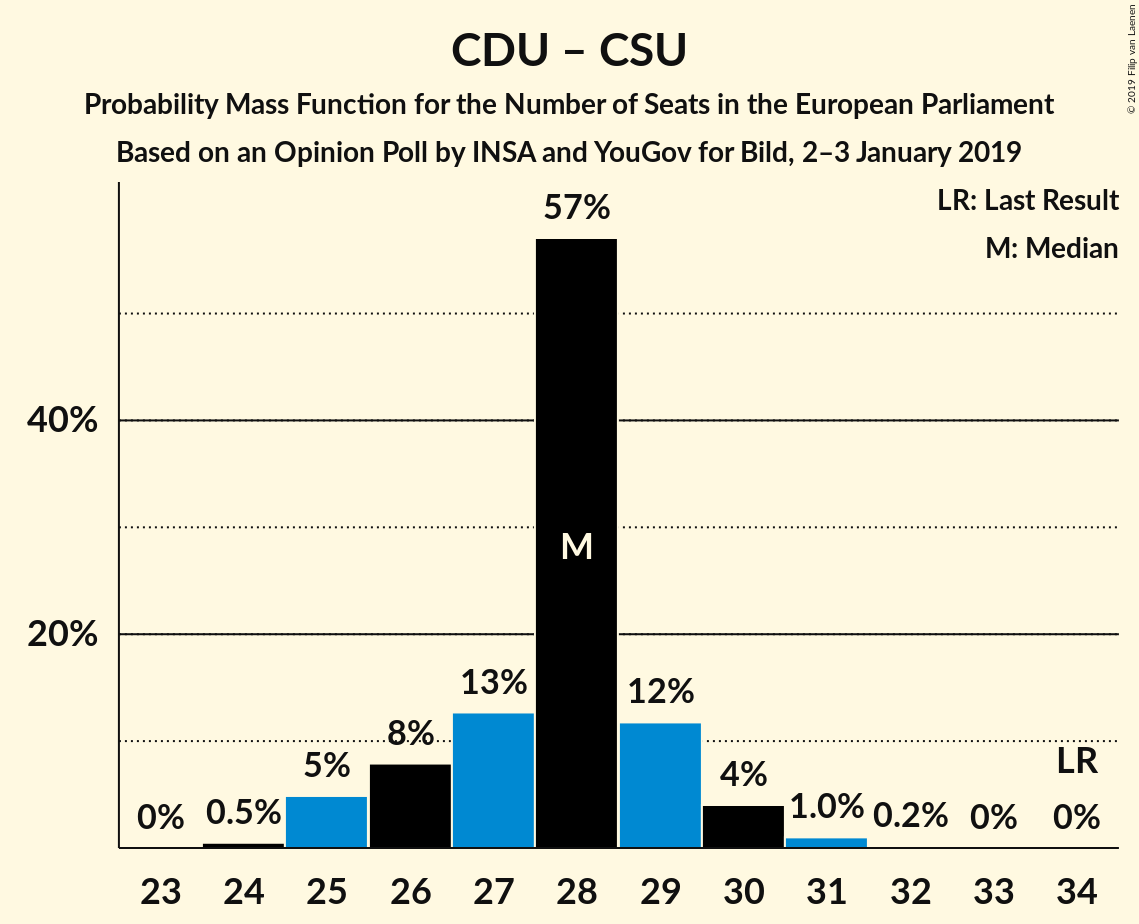 CDU – CSU
Probability Mass Function for the Number of Seats in the European Parliament
Based on an Opinion Poll by INSA and YouGov for Bild, 2–3 January 2019
© 2019 Filip van Laenen
LR: Last Result
M: Median
57%
40%
M
20%
13%
12%
8%
5%
4%
LR
0%
0.5%
1.0%
0.2%
0%
0%
23 24 25 26 27 28 29 30 31 32 33 34